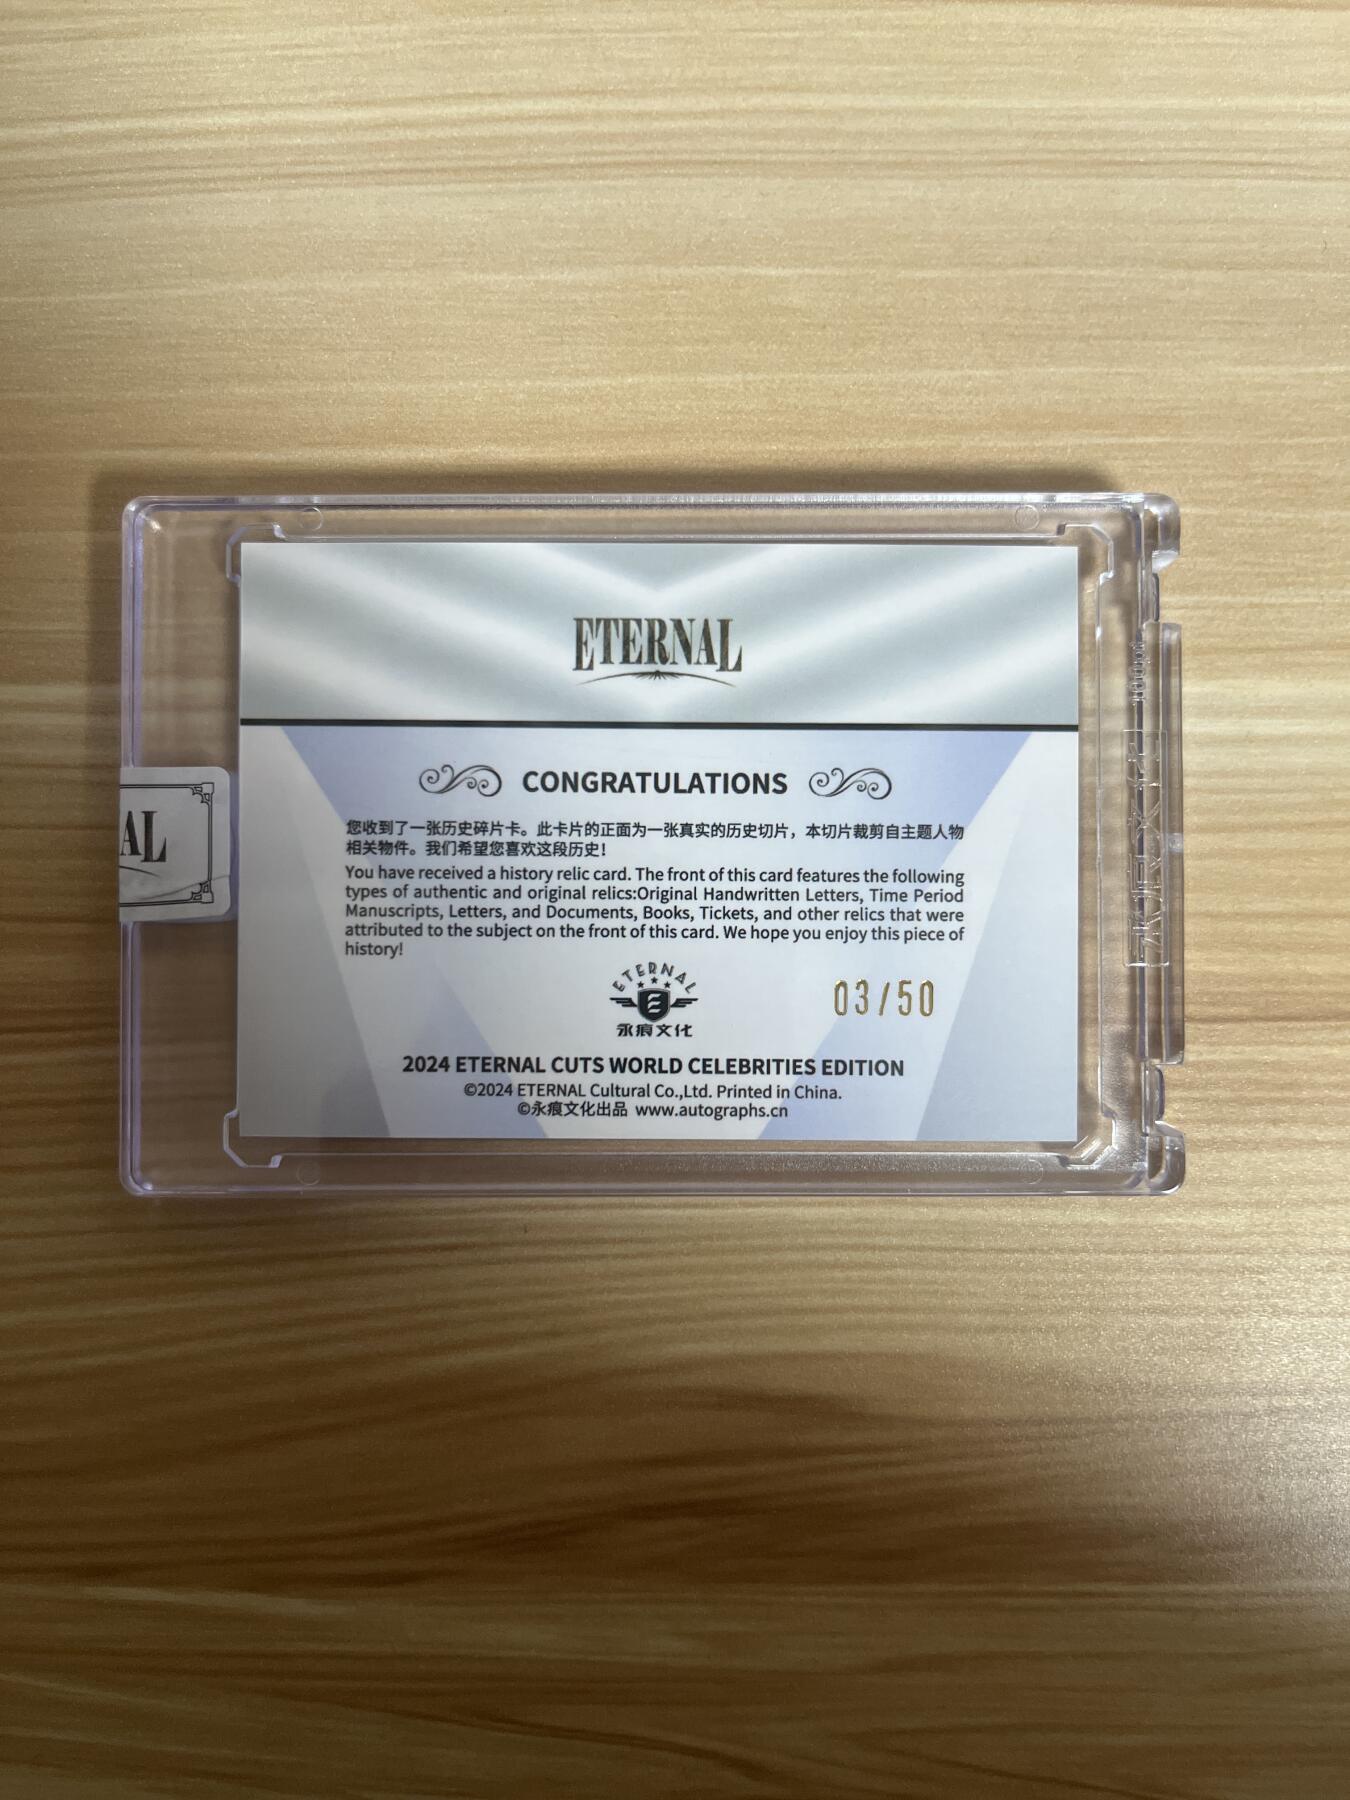 ETERNAL
CONGRATULATIONS
您收到了一张历史碎片卡。此卡片的正面为一张真实的历史切片，本切片裁剪自主题人物
相关物件。我们希望您喜欢这段历史！
You have received a history relic card. The front of this card features the following
types of authentic and original relics:Original Handwritten Letters, Time Period
Manuscripts, Letters, and Documents, Books, Tickets, and other relics that were
attributed to the subject on the front of this card. We hope you enjoy this piece of
history!
AL
ETERNAL
E
永痕文化
03/50
2024 ETERNAL CUTS WORLD CELEBRITIES EDITION
©2024 ETERNAL Cultural Co.,Ltd. Printed in China.
©永痕文化出品 www.autographs.cn
永痕文化